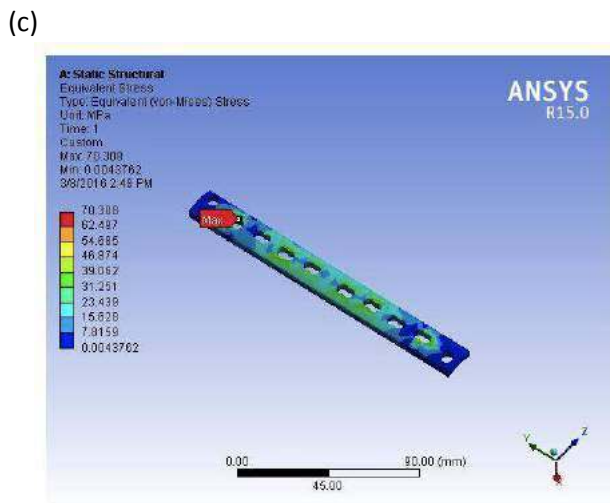 (c)
A: Static Structural
Equivalent Stress
Type: Equivalent (von-Mises) Stress
Unit: MPa
Time: 1
Custom
Max: 70.308
Min: 0.0043762
3/8/2016 2:49 PM
ANSYS
R15.0
70.308
62.497
54.685
46.874
39.062
31.251
23.439
15.628
7.8159
0.0043762
Max
0.00
90.00 (mm)
45.00
Y
Z
X